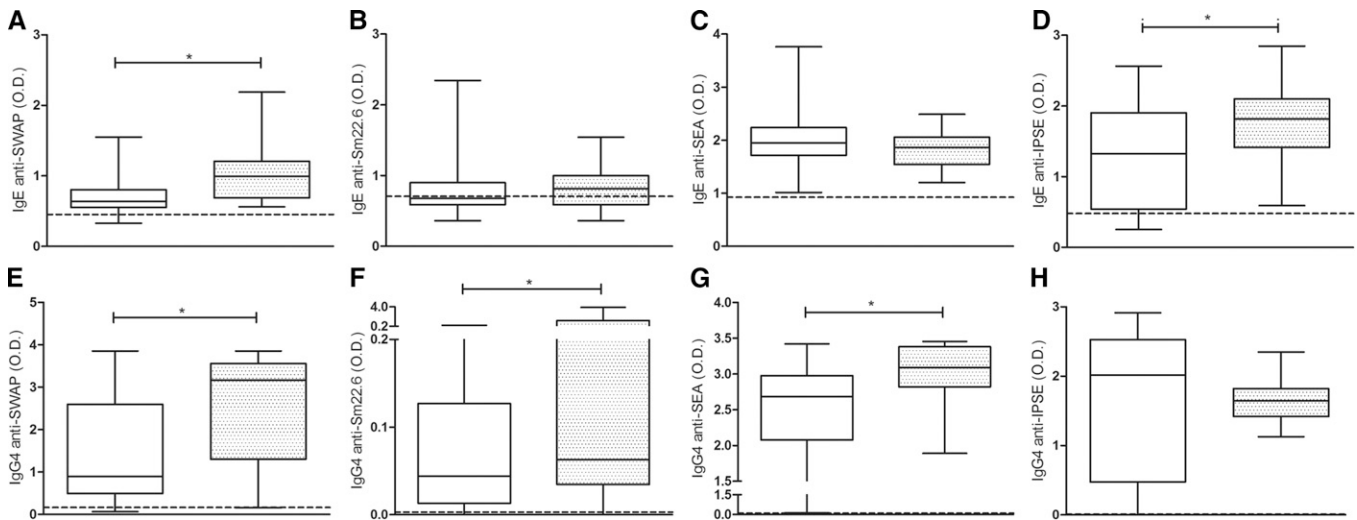 A
IgE anti-SWAP (O.D.)
3
2
1
0
*
B
IgE anti-Sm22.6 (O.D.)
3
2
1
0
C
IgE anti-SEA (O.D.)
4
3
2
1
0
D
IgE anti-IPSE (O.D.)
3
2
1
0
*
E
IgG4 anti-SWAP (O.D.)
5
4
3
2
1
0
*
F
IgG4 anti-Sm22.6 (O.D.)
4.0
0.2
0.2
0.1
0.0
*
G
IgG4 anti-SEA (O.D.)
4.0
3.5
3.0
2.5
2.0
1.5
1.5
0.0
*
H
IgG4 anti-IPSE (O.D.)
3
2
1
0